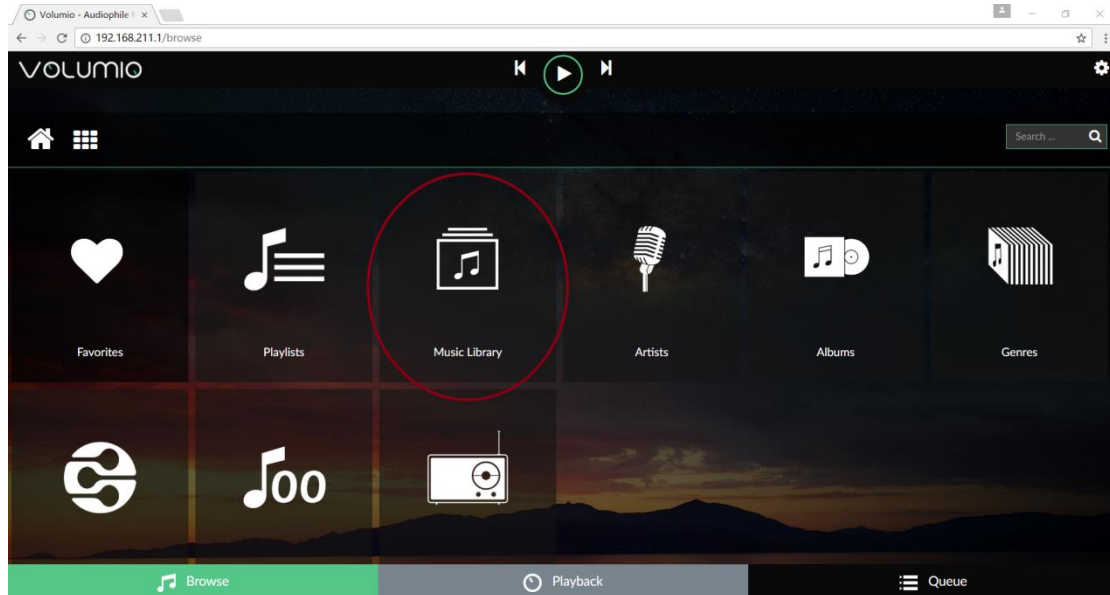 Volumio - Audiophile
192.168.211.1/browse
VOLUMIO
Search ...
Favorites
Playlists
Music Library
Artists
Albums
Genres
oo
Browse
Playback
Queue